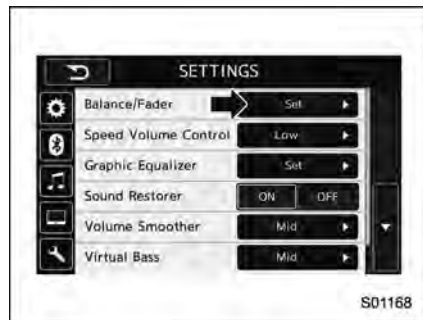 SETTINGS
Balance/Fader Set
Speed Volume Control Low
Graphic Equalizer Set
Sound Restorer ON OFF
Volume Smoother Mid
Virtual Bass Mid
S01168